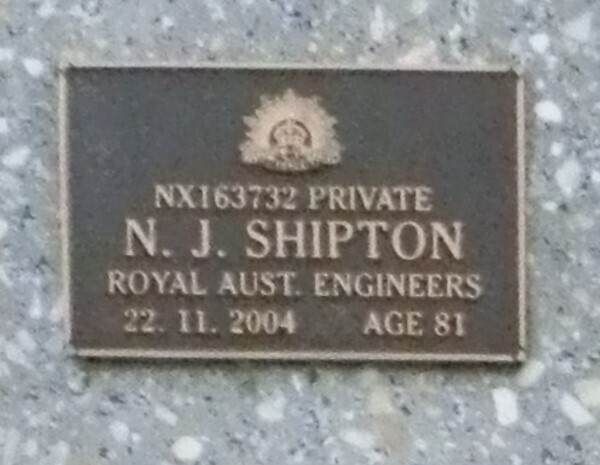 NX163732 PRIVATE
N. J. SHIPTON
ROYAL AUST. ENGINEERS
22. 11. 2004 AGE 81